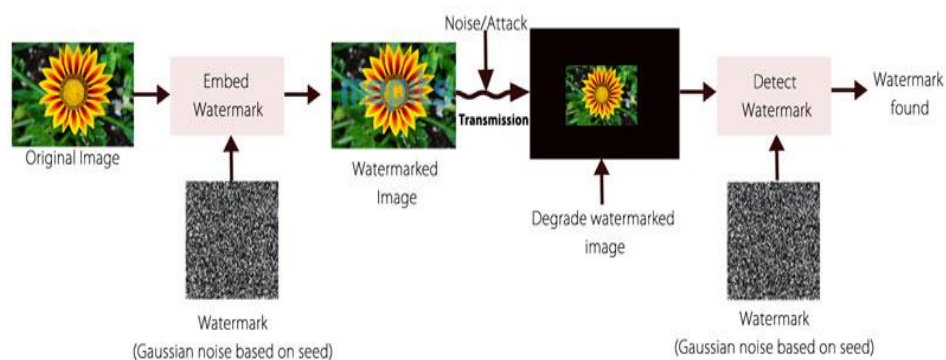 Noise/Attack
Embed
Watermark
Transmission
Detect
Watermark
Watermark
found
Original Image
Watermarked
Image
Degrade watermarked
image
Watermark
(Gaussian noise based on seed)
Watermark
(Gaussian noise based on seed)